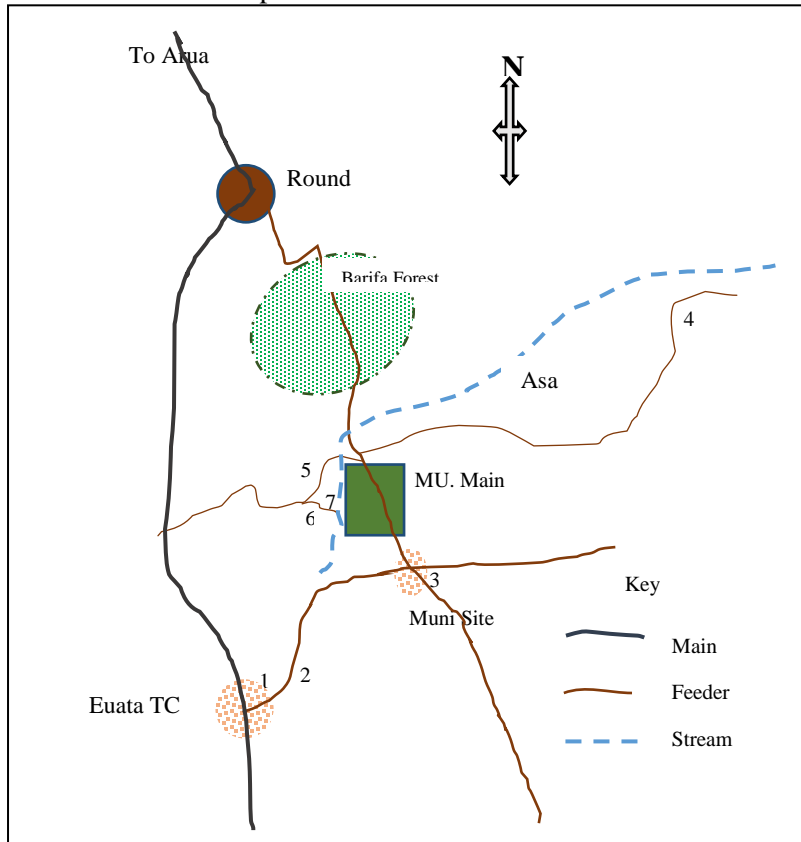 To Arua
N
Round
Barifa Forest
4
Asa
5
MU. Main
7
6
3
Key
Muni Site
Main
1
2
Feeder
Euata TC
Stream